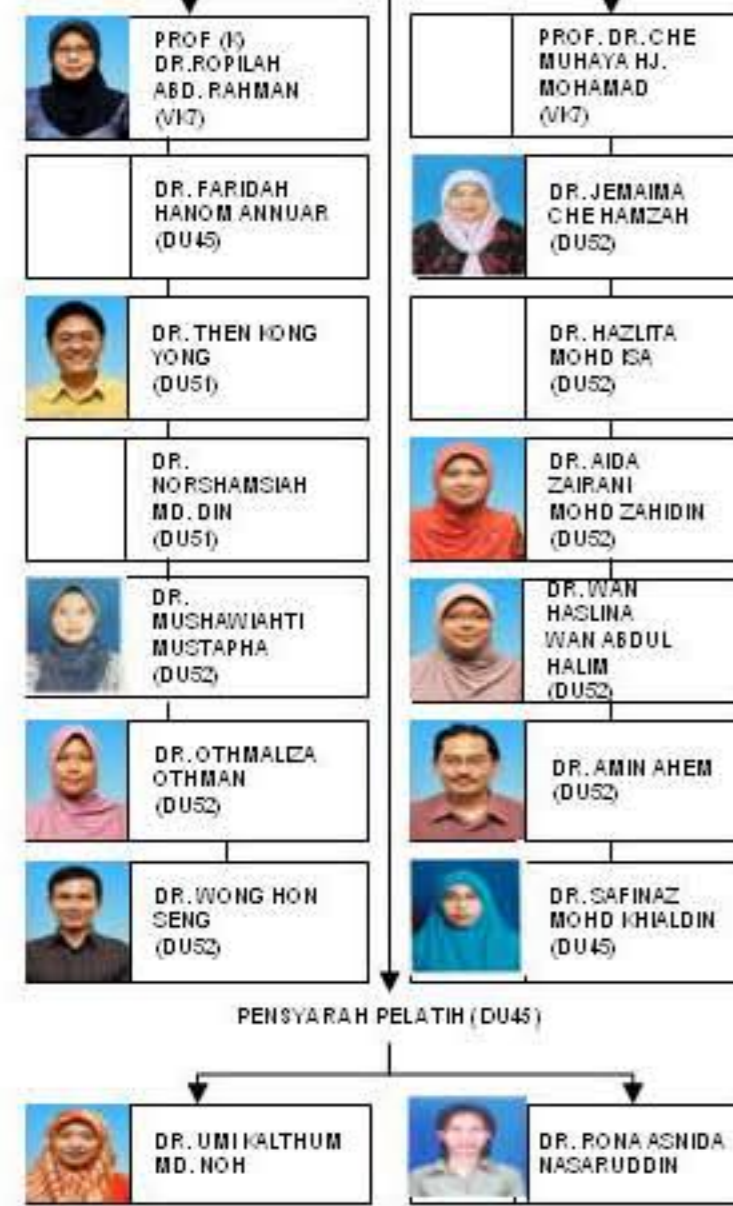 PROF (K)
DR.ROPILAH
ABD. RAHMAN
(VK7)
DR. FARIDAH
HANOM ANNUAR
(DU45)
DR. THEN KONG
YONG
(DU51)
DR.
NORSHAMSIAH
MD. DIN
(DU51)
DR.
MUSHAWIAHTI
MUSTAPHA
(DU52)
DR. OTHMALIZA
OTHMAN
(DU52)
DR. WONG HON
SENG
(DU52)
PROF. DR. CHE
MUHAYA HJ.
MOHAMAD
(VK7)
DR. JEMAIMA
CHE HAMZAH
(DU52)
DR. HAZLITA
MOHD ISA
(DU52)
DR. AIDA
ZAIRANI
MOHD ZAHIDIN
(DU52)
DR. WAN
HASLINA
WAN ABDUL
HALIM
(DU52)
DR. AMIN AHEM
(DU52)
DR. SAFINAZ
MOHD KHIALDIN
(DU45)
PENSYARAH PELATIH (DU45)
DR. UMI KALTHUM
MD. NOH
DR. RONA ASNIDA
NASARUDDIN